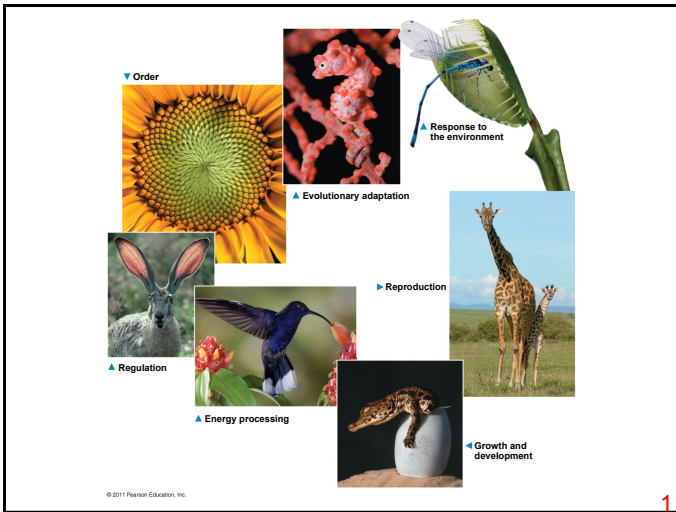 ▼ Order
▲ Response to
the environment
▲ Evolutionary adaptation
► Reproduction
▲ Regulation
▲ Energy processing
◄ Growth and
development
© 2011 Pearson Education, Inc.
1